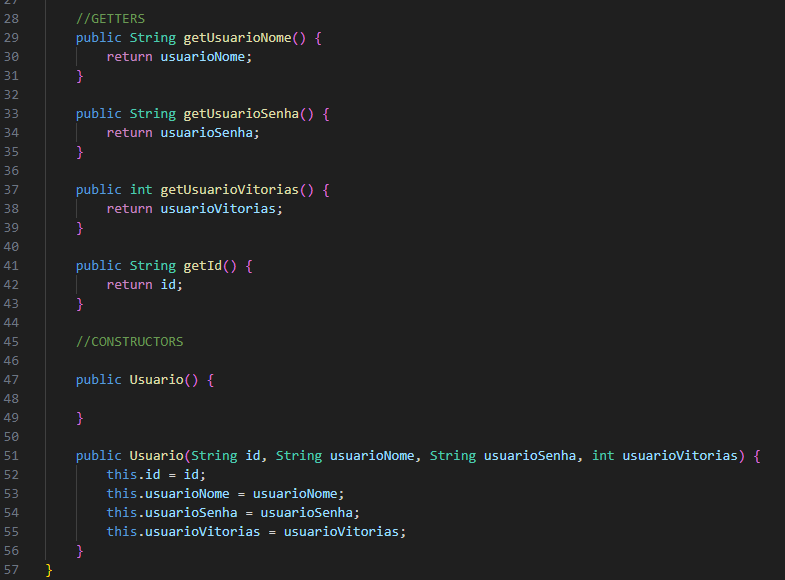 27
28 //GETTERS
29 public String getUsuarioNome() {
30 return usuarioNome;
31 }
32
33 public String getUsuarioSenha() {
34 return usuarioSenha;
35 }
36
37 public int getUsuarioVitorias() {
38 return usuarioVitorias;
39 }
40
41 public String getId() {
42 return id;
43 }
44
45 //CONSTRUCTORS
46
47 public Usuario() {
48
49 }
50
51 public Usuario(String id, String usuarioNome, String usuarioSenha, int usuarioVitorias) {
52 this.id = id;
53 this.usuarioNome = usuarioNome;
54 this.usuarioSenha = usuarioSenha;
55 this.usuarioVitorias = usuarioVitorias;
56 }
57 }